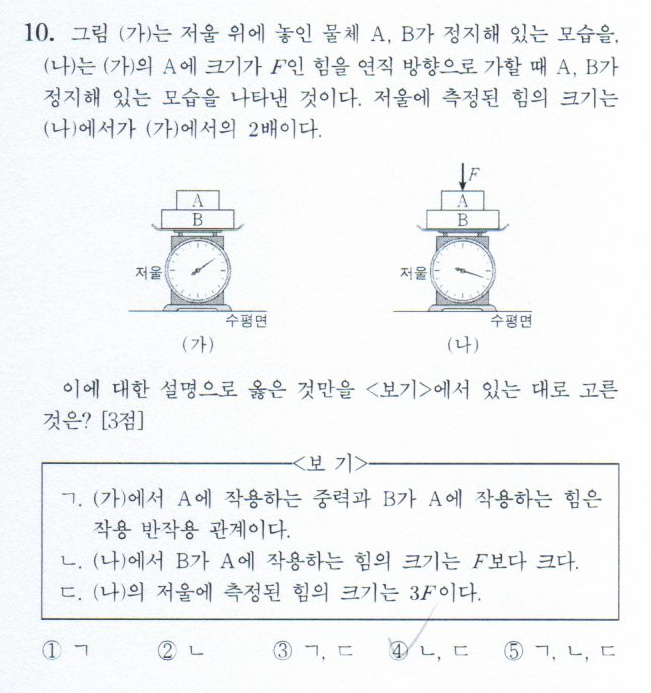 10. 그림 (가)는 저울 위에 놓인 물체 A, B가 정지해 있는 모습을,
(나)는 (가)의 A에 크기가 F인 힘을 연직 방향으로 가할 때 A, B가
정지해 있는 모습을 나타낸 것이다. 저울에 측정된 힘의 크기는
(나)에서가 (가)에서의 2배이다.
A
B
저울
수평면
(가)
F
A
B
저울
수평면
(나)
이에 대한 설명으로 옳은 것만을 <보기>에서 있는 대로 고른
것은? [3점]
<보 기>
ㄱ. (가)에서 A에 작용하는 중력과 B가 A에 작용하는 힘은
작용 반작용 관계이다.
ㄴ. (나)에서 B가 A에 작용하는 힘의 크기는 F보다 크다.
ㄷ. (나)의 저울에 측정된 힘의 크기는 3F이다.
① ㄱ ② ㄴ ③ ㄱ, ㄷ ④ ㄴ, ㄷ ⑤ ㄱ, ㄴ, ㄷ